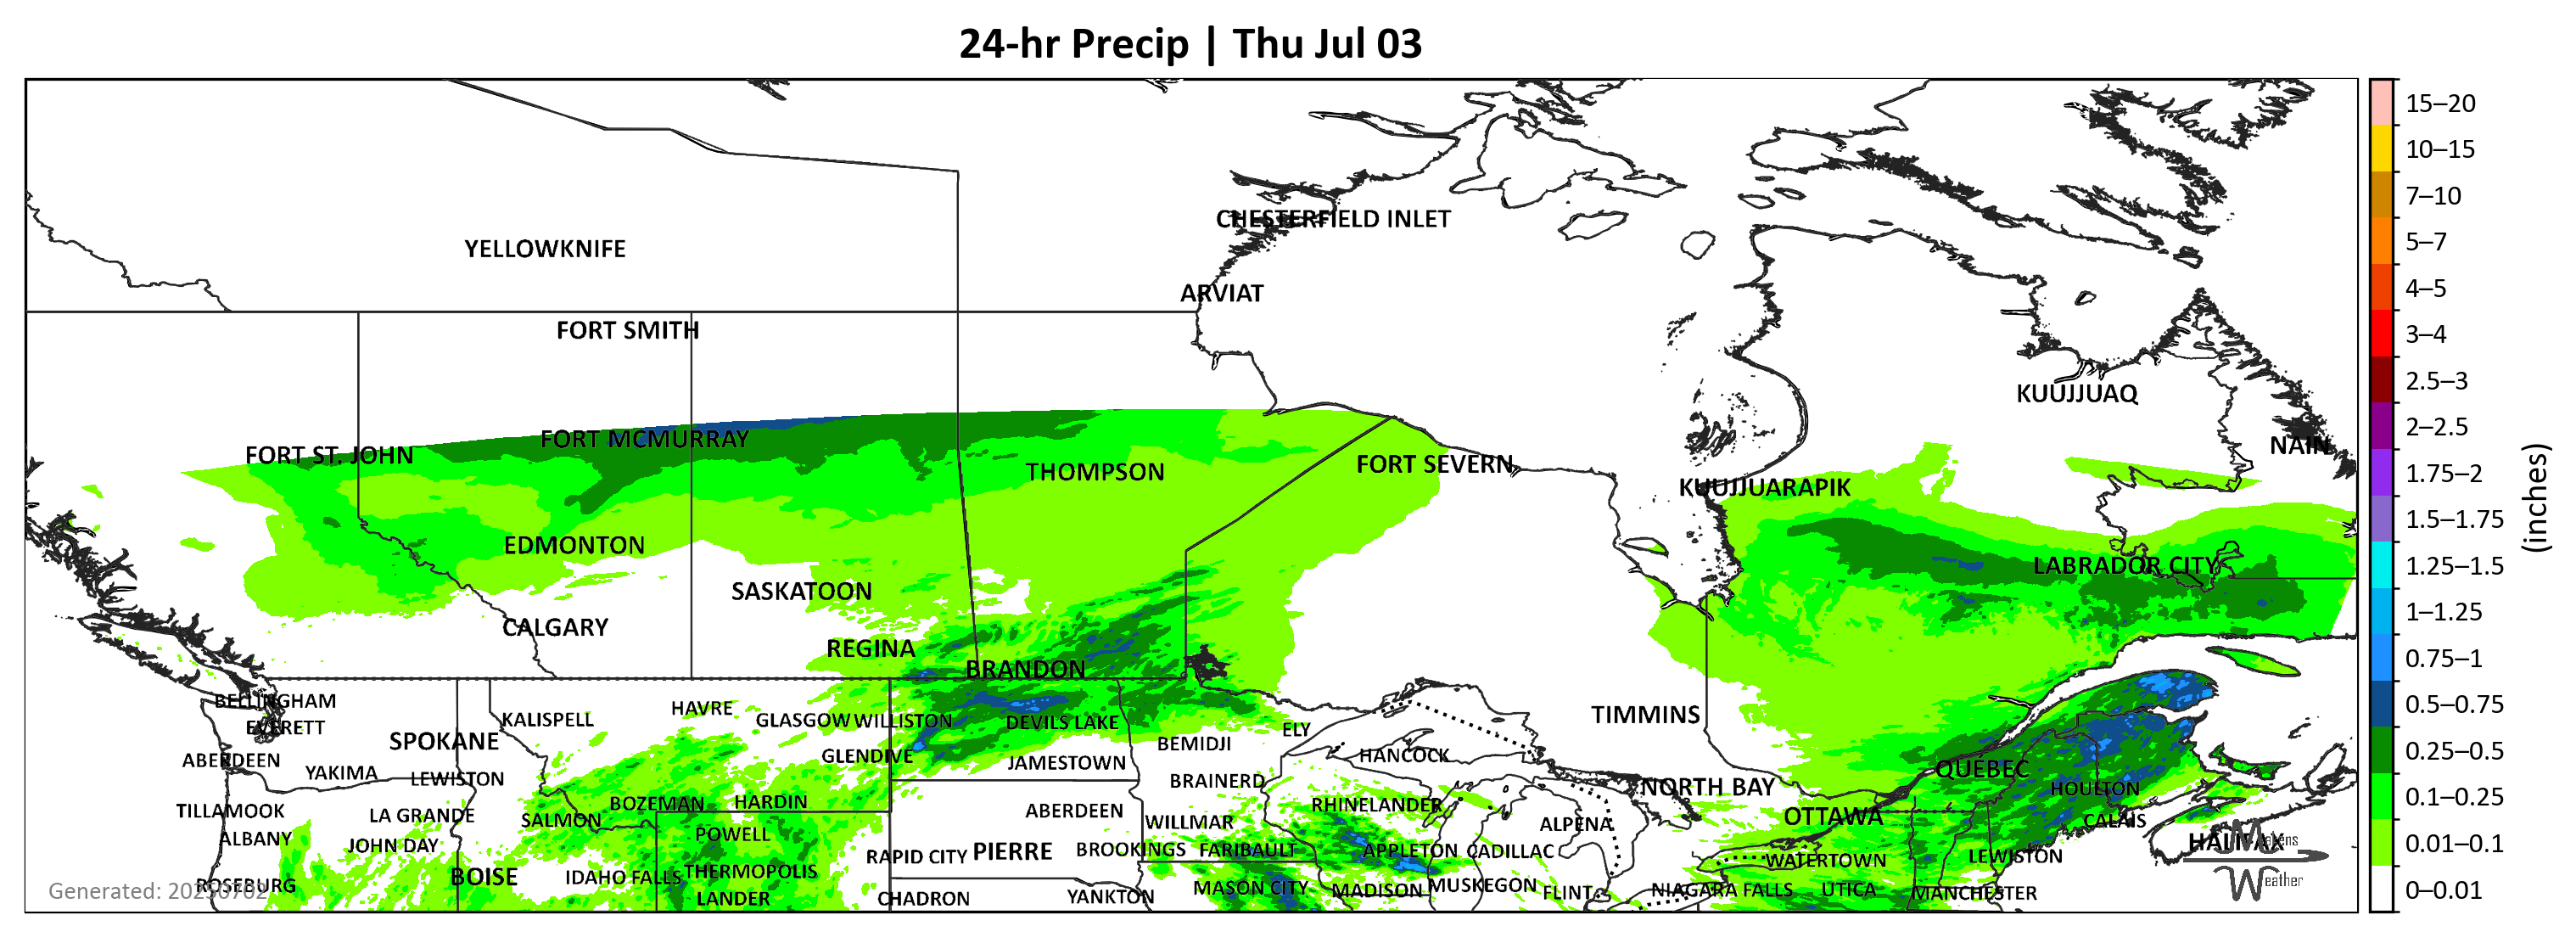 24-hr Precip | Thu Jul 03
CHESTERFIELD INLET
YELLOWKNIFE
ARVIAT
FORT SMITH
KUUJJUAQ
FORT MCMURRAY
NAIN
FORT ST. JOHN
THOMPSON
FORT SEVERN
KUUJJUARAPIK
EDMONTON
LABRADOR CITY
SASKATOON
CALGARY
REGINA
BRANDON
BELLINGHAM
HAVRE
KALISPELL
GLASGOW WILLISTON
DEVILS LAKE
TIMMINS
EVERETT
ELY
SPOKANE
BEMIDJI
ABERDEEN
GLENDIVE
JAMESTOWN
HANCOCK
QUÉBEC
YAKIMA
LEWISTON
BRAINERD
NORTH BAY
HOULTON
BOZEMAN
HARDIN
RHINELANDER
TILLAMOOK
LA GRANDE
SALMON
ABERDEEN
WILLMAR
ALPENA
OTTAWA
CALAIS
ALBANY
JOHN DAY
POWELL
RAPID CITY
PIERRE
BROOKINGS
FARIBAULT
APPLETON
CADILLAC
WATERTOWN
LEWISTON
HALIFAX
BOISE
IDAHO FALLS
THERMOPOLIS
ROSEBURG
LANDER
CHADRON
YANKTON
MASON CITY
MADISON
MUSKEGON
FLINT
NIAGARA FALLS
UTICA
MANCHESTER
Weather
Generated: 20250702
15–20
10–15
7–10
5–7
4–5
3–4
2.5–3
2–2.5
1.75–2
1.5–1.75
1.25–1.5
1–1.25
0.75–1
0.5–0.75
0.25–0.5
0.1–0.25
0.01–0.1
0–0.01
(inches)